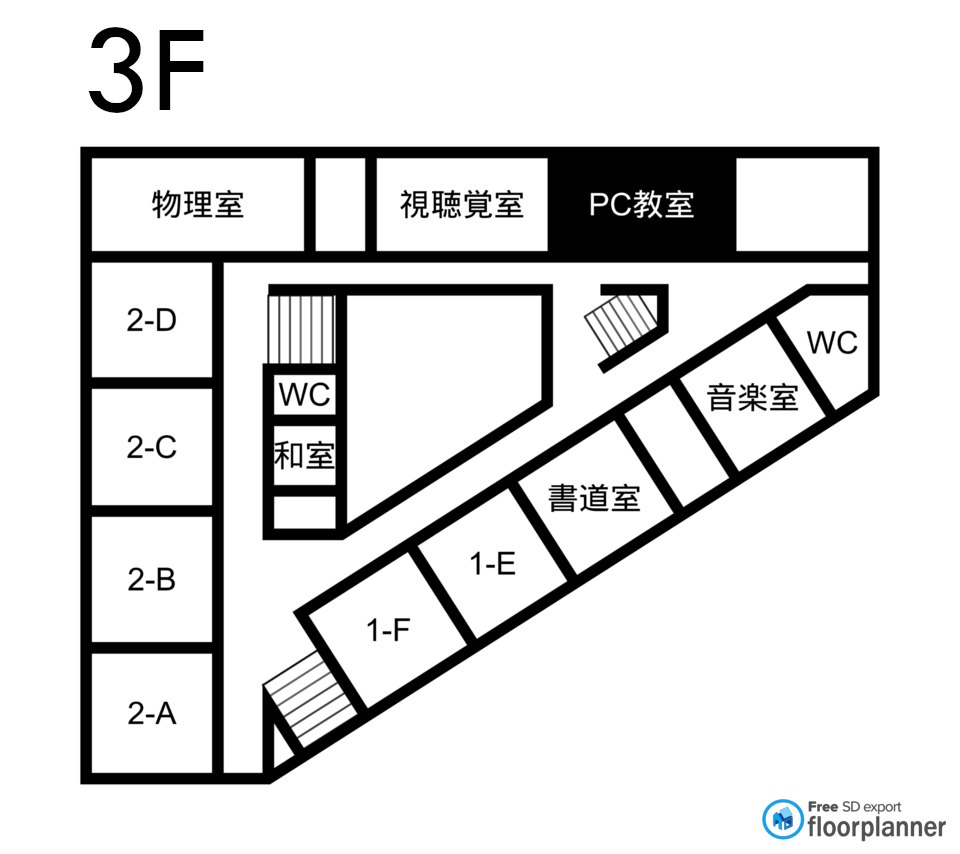 3F
物理室
視聴覚室
PC教室
2-D
WC
WC
音楽室
2-C
和室
書道室
1-E
2-B
1-F
2-A
Free SD export
floorplanner